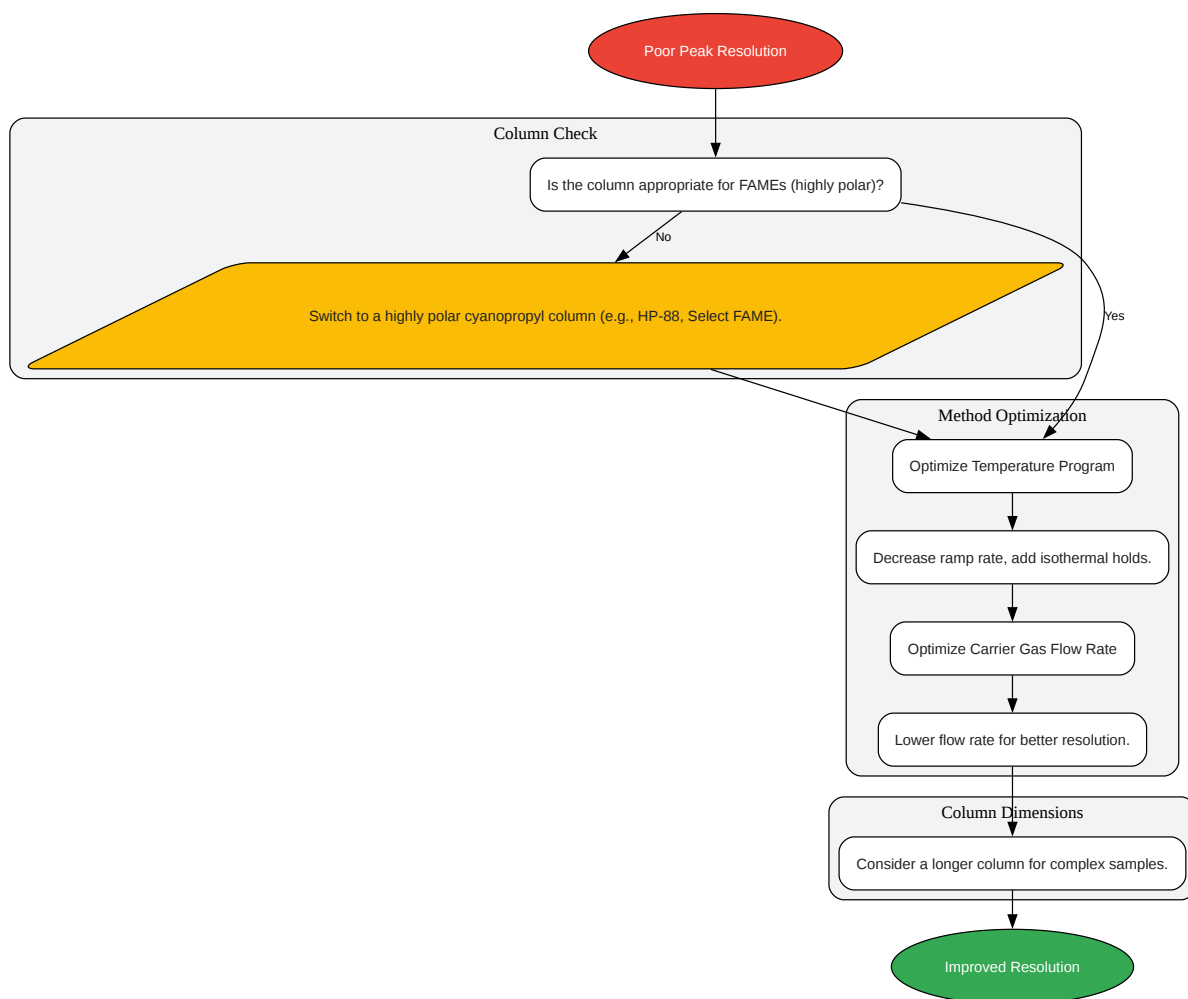 Poor Peak Resolution
Column Check
Is the column appropriate for FAMEs (highly polar)?
No
Switch to a highly polar cyanopropyl column (e.g., HP-88, Select FAME).
Yes
Method Optimization
Optimize Temperature Program
Decrease ramp rate, add isothermal holds.
Optimize Carrier Gas Flow Rate
Lower flow rate for better resolution.
Column Dimensions
Consider a longer column for complex samples.
Improved Resolution